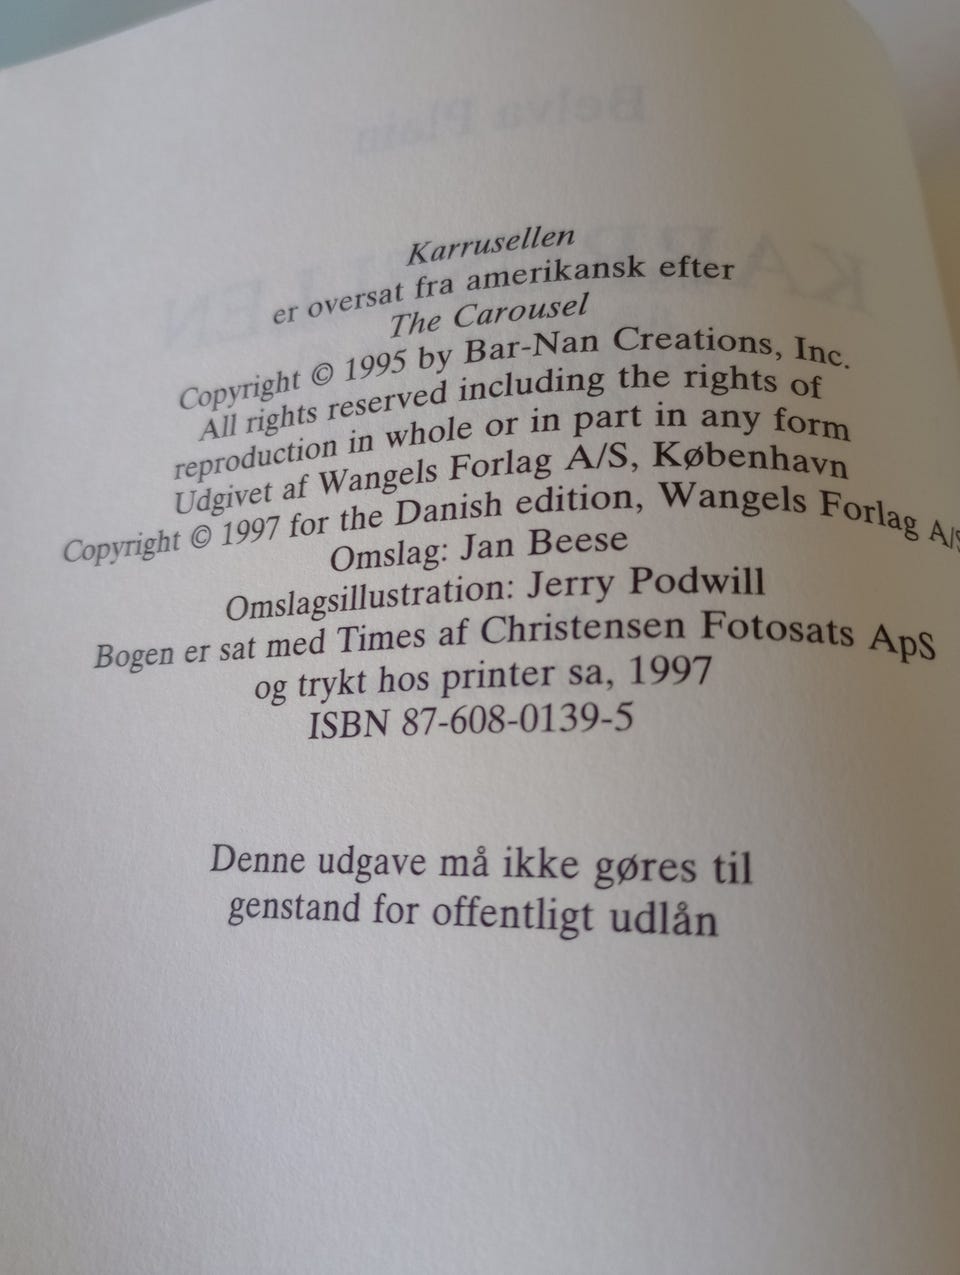 Karrusellen
er oversat fra amerikansk efter
The Carousel
Copyright © 1995 by Bar-Nan Creations, Inc.
All rights reserved including the rights of
reproduction in whole or in part in any form
Udgivet af Wangels Forlag A/S, København
Copyright © 1997 for the Danish edition, Wangels Forlag A/S
Omslag: Jan Beese
Omslagsillustration: Jerry Podwill
Bogen er sat med Times af Christensen Fotosats ApS
og trykt hos printer sa, 1997
ISBN 87-608-0139-5
Denne udgave må ikke gøres til
genstand for offentligt udlån